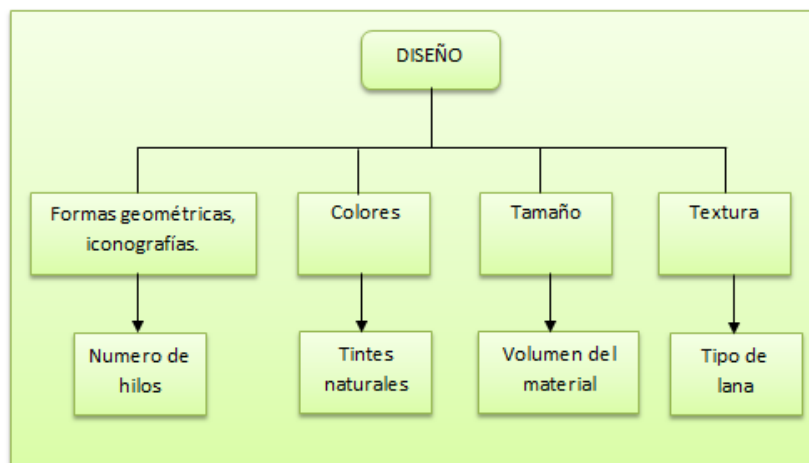 DISEÑO
Formas geométricas,
iconografías.
Colores
Tamaño
Textura
Numero de
hilos
Tintes
naturales
Volumen del
material
Tipo de
lana